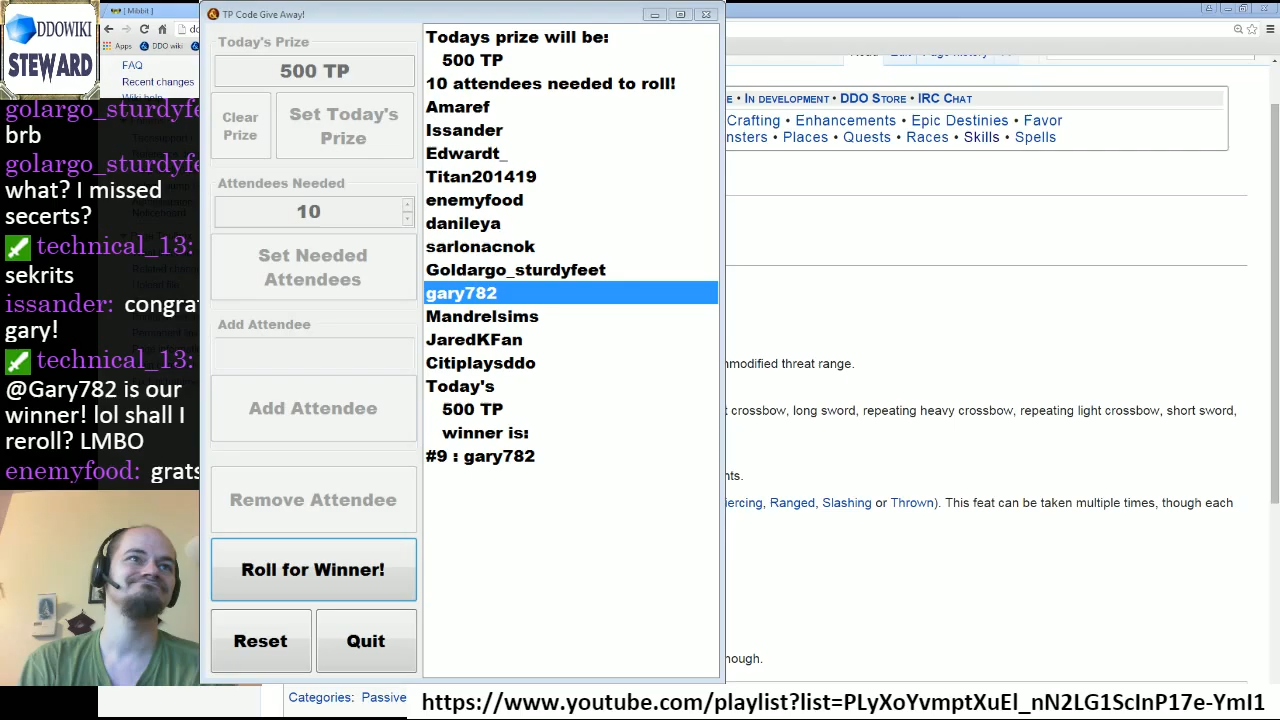 DDOWIKI
STEWARD
[ Mibbit ]
Apps DDO wiki
FAQ
Recent changes
golargo_sturdyfe
brb
golargo_sturdyfe
what? I missed
secerts?
technical_13:
sekrits
issander: congrat
gary!
technical_13:
@Gary782 is our
winner! lol shall I
reroll? LMBO
enemyfood: grats
TP Code Give Away!
Today's Prize
500 TP
Clear
Prize
Set Today's
Prize
Attendees Needed
10
Set Needed
Attendees
Add Attendee
Add Attendee
Remove Attendee
Roll for Winner!
Reset
Quit
Todays prize will be:
500 TP
10 attendees needed to roll!
Amaref
Issander
Edwardt_
Titan201419
enemyfood
danileya
sarlonacnok
Goldargo_sturdyfeet
gary782
Mandrelsims
JaredKFan
Citiplaysddo
Today's
500 TP
winner is:
#9 : gary782
• In development • DDO Store • IRC Chat
Crafting • Enhancements • Epic Destinies • Favor
nsters • Places • Quests • Races • Skills • Spells
nmodified threat range.
t crossbow, long sword, repeating heavy crossbow, repeating light crossbow, short sword,
nts.
iercing, Ranged, Slashing or Thrown). This feat can be taken multiple times, though each
hough.
Categories: Passive
https://www.youtube.com/playlist?list=PLyXoYvmptXuEl_nN2LG1ScInP17e-YmI1